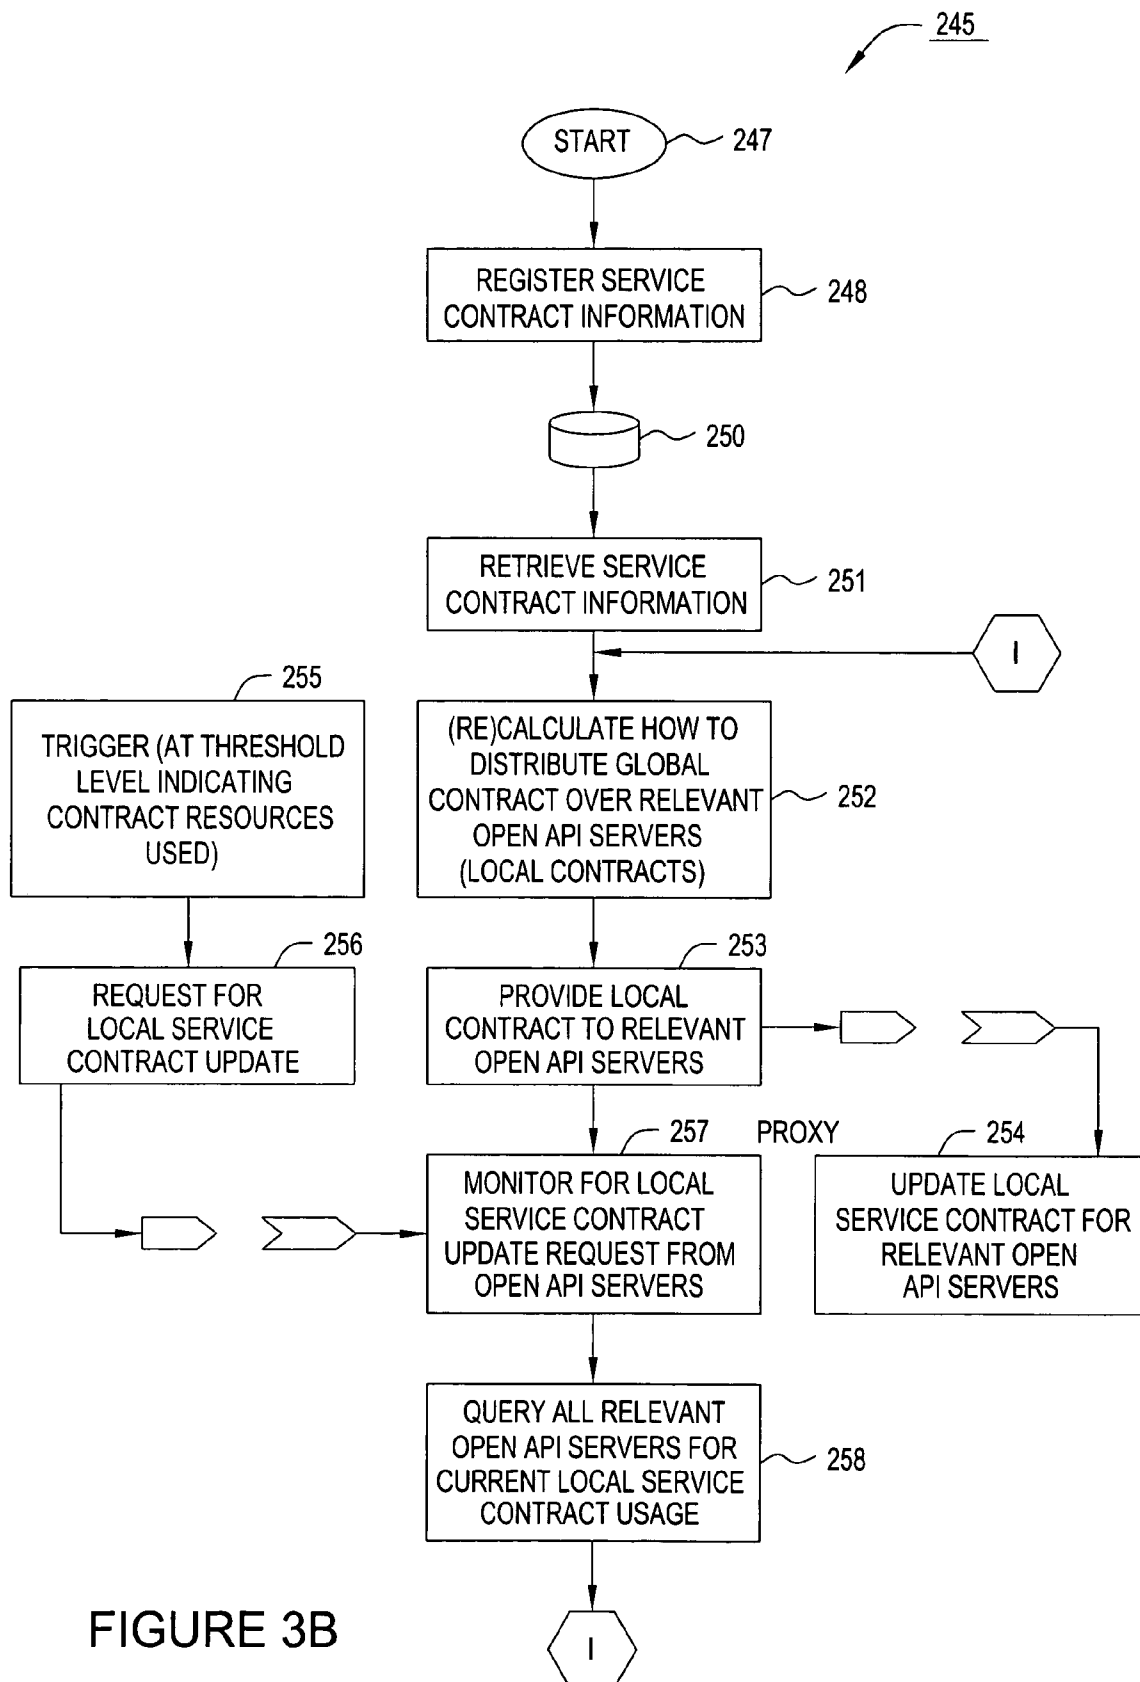 245
START
247
REGISTER SERVICE
CONTRACT INFORMATION
248
250
RETRIEVE SERVICE
CONTRACT INFORMATION
251
I
255
TRIGGER (AT THRESHOLD
LEVEL INDICATING
CONTRACT RESOURCES
USED)
(RE)CALCULATE HOW TO
DISTRIBUTE GLOBAL
CONTRACT OVER RELEVANT
OPEN API SERVERS
(LOCAL CONTRACTS)
252
256
REQUEST FOR
LOCAL SERVICE
CONTRACT UPDATE
253
PROVIDE LOCAL
CONTRACT TO RELEVANT
OPEN API SERVERS
257
PROXY
254
MONITOR FOR LOCAL
SERVICE CONTRACT
UPDATE REQUEST FROM
OPEN API SERVERS
UPDATE LOCAL
SERVICE CONTRACT FOR
RELEVANT OPEN
API SERVERS
QUERY ALL RELEVANT
OPEN API SERVERS FOR
CURRENT LOCAL SERVICE
CONTRACT USAGE
258
I
FIGURE 3B